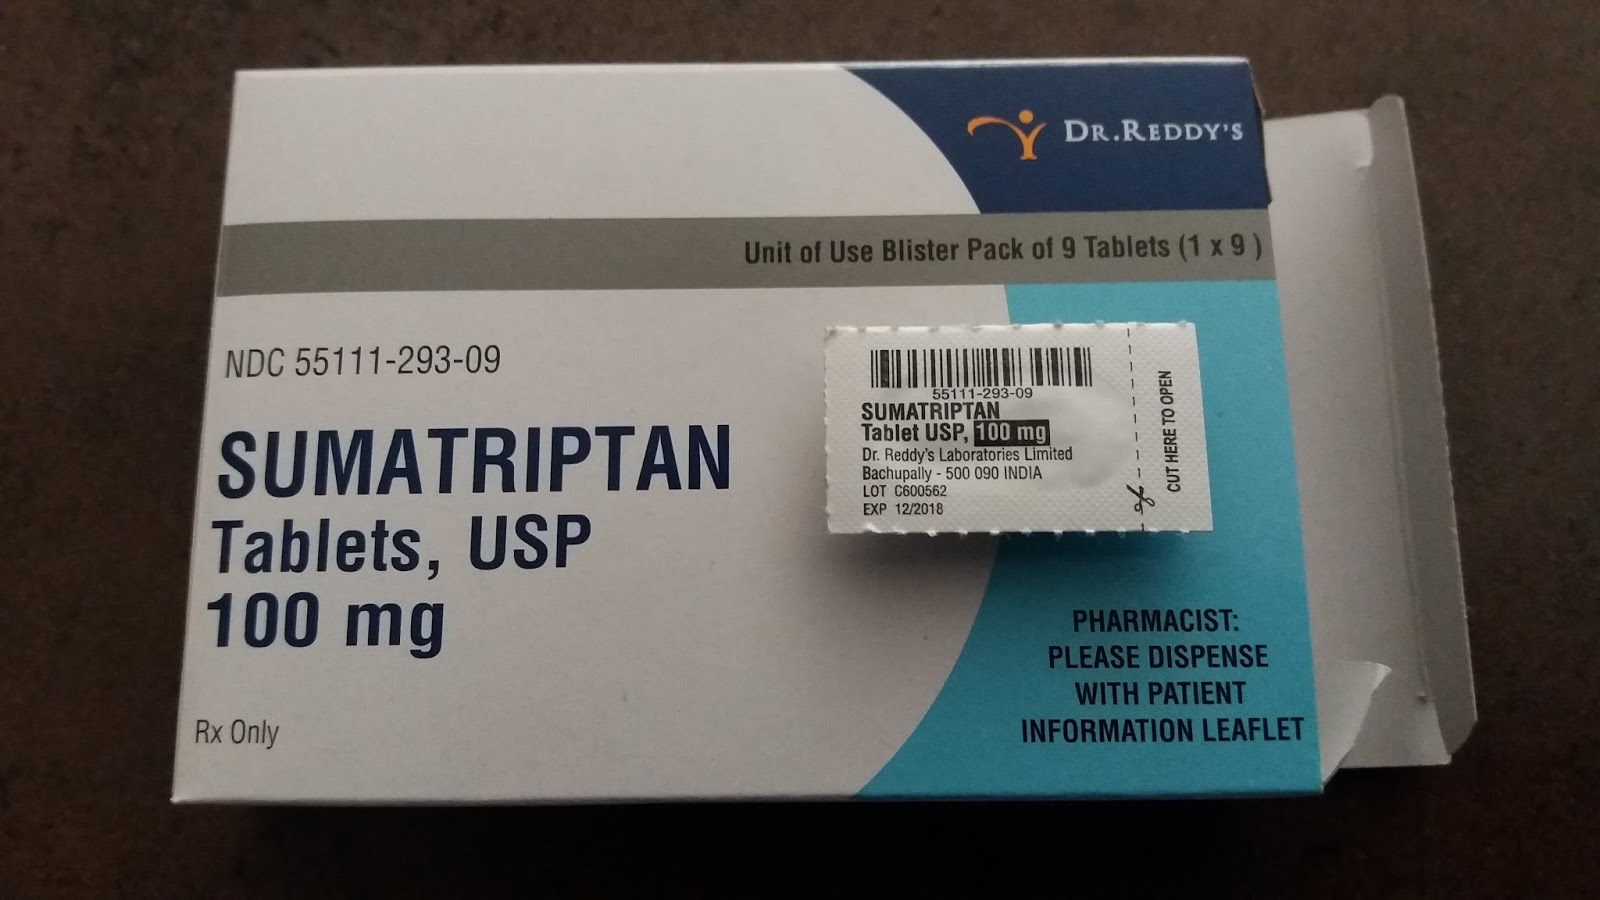 DR.REDDY'S
Unit of Use Blister Pack of 9 Tablets (1 x 9 )
NDC 55111-293-09
SUMATRIPTAN
Tablets, USP
100 mg
Rx Only
55111-293-09
SUMATRIPTAN
Tablet USP, 100 mg
Dr. Reddy's Laboratories Limited
Bachupally - 500 090 INDIA
LOT C600562
EXP 12/2018
CUT HERE TO OPEN
PHARMACIST:
PLEASE DISPENSE
WITH PATIENT
INFORMATION LEAFLET